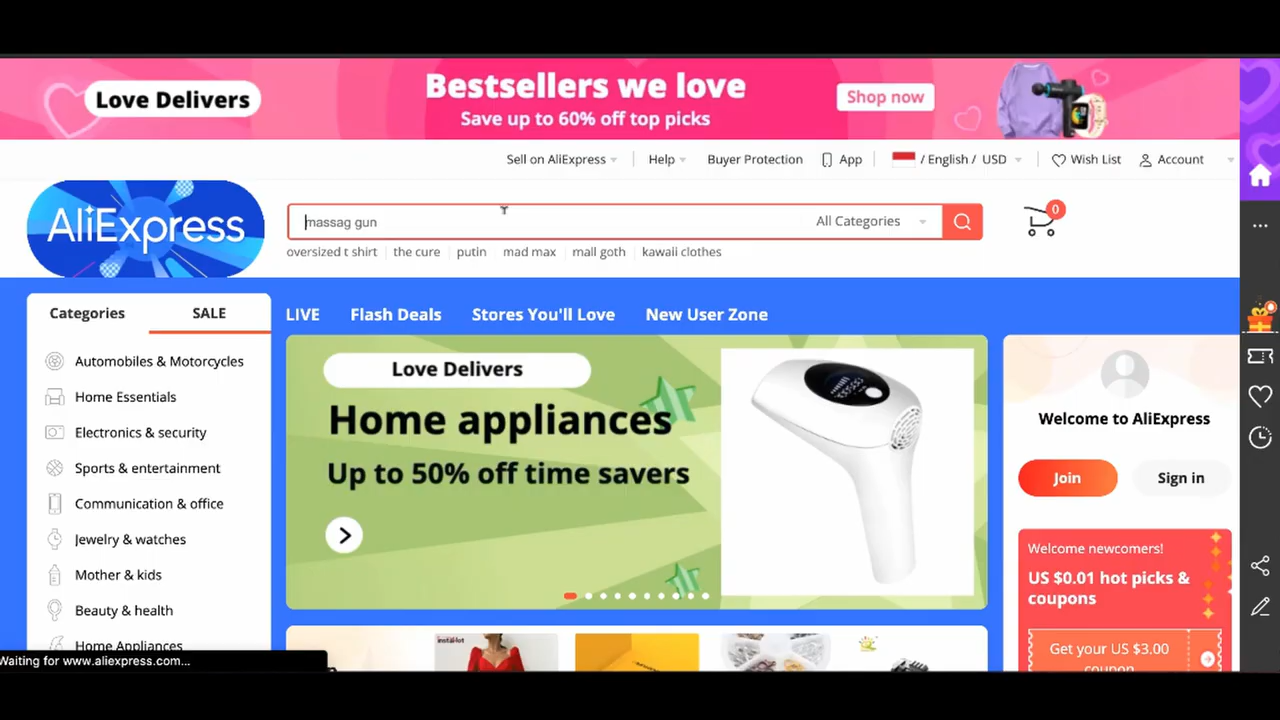 Love Delivers
Bestsellers we love
Save up to 60% off top picks
Shop now
Sell on AliExpress
Help
Buyer Protection
App
/ English / USD
Wish List
Account
AliExpress
massag gun
All Categories
0
oversized t shirt
the cure
putin
mad max
mall goth
kawaii clothes
Categories
SALE
LIVE
Flash Deals
Stores You'll Love
New User Zone
Automobiles & Motorcycles
Home Essentials
Electronics & security
Sports & entertainment
Communication & office
Jewelry & watches
Mother & kids
Beauty & health
Home Appliances
Love Delivers
Home appliances
Up to 50% off time savers
Welcome to AliExpress
Join
Sign in
Welcome newcomers!
US $0.01 hot picks &
coupons
Get your US $3.00
coupon
instaHot
Waiting for www.aliexpress.com...